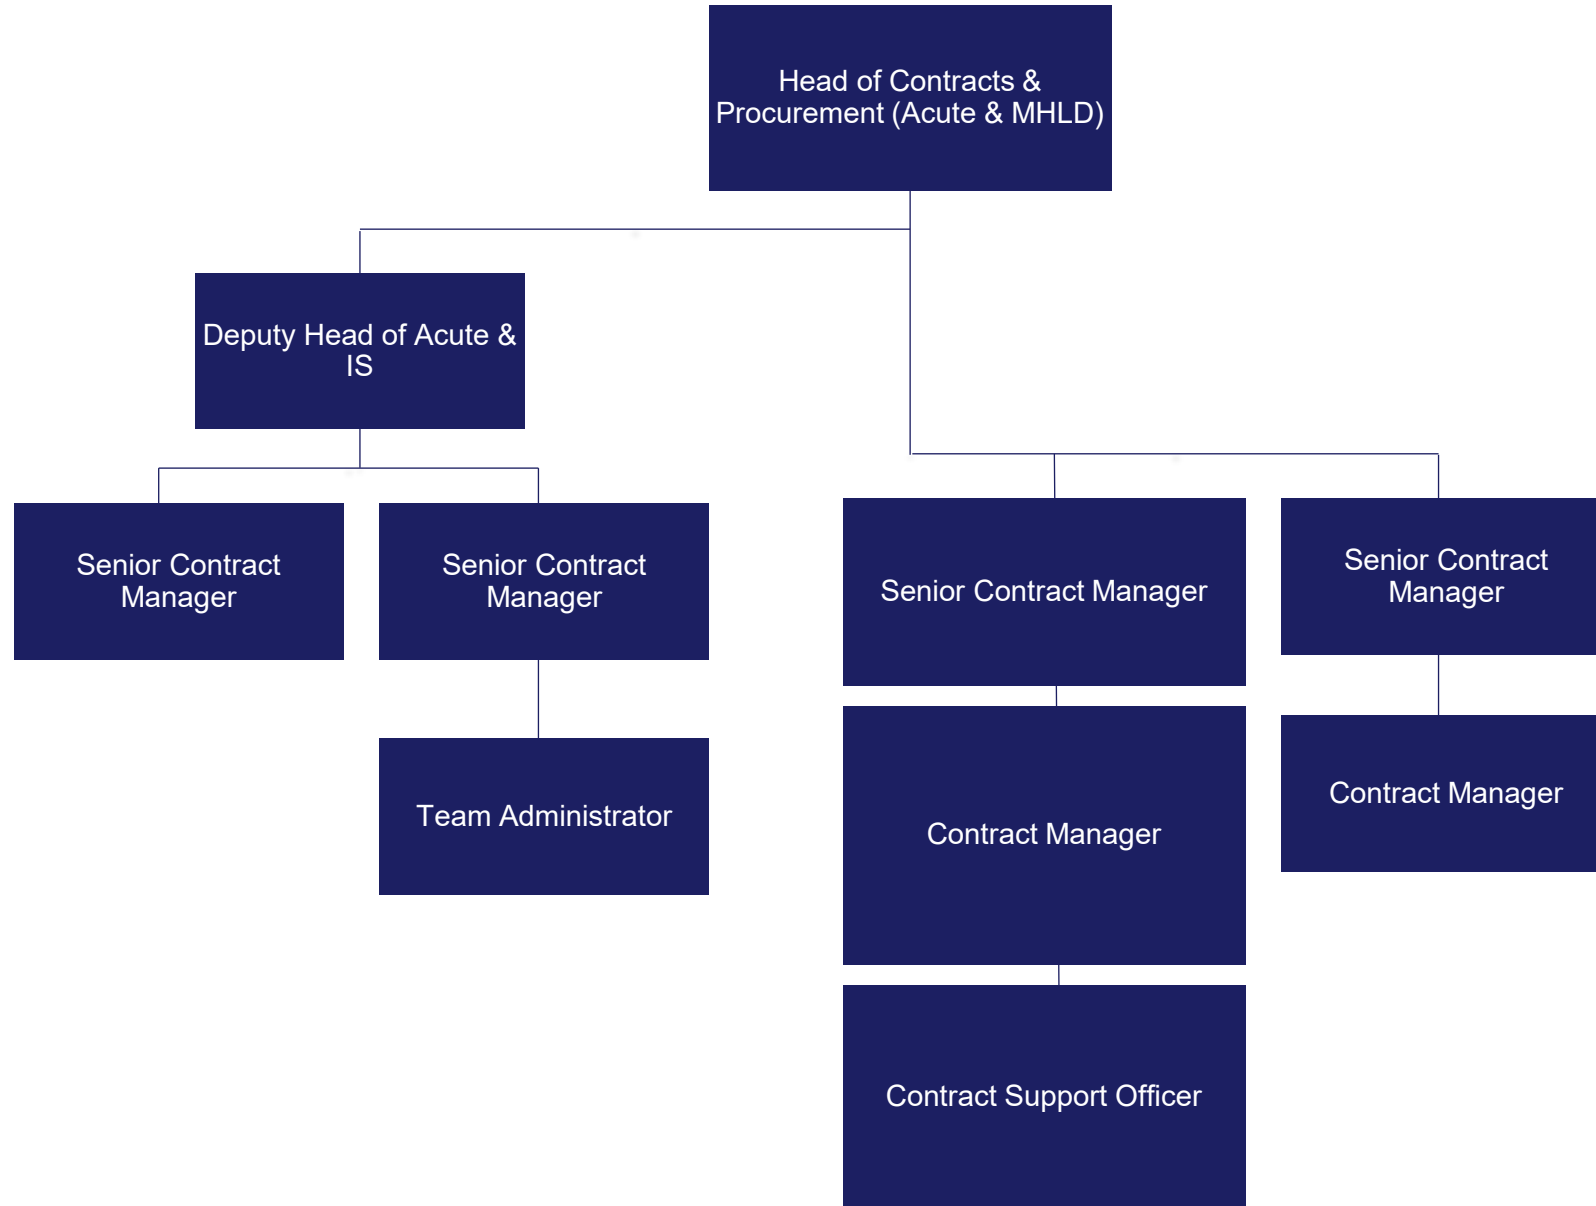 Head of Contracts &
Procurement (Acute & MHLD)
Deputy Head of Acute &
IS
Senior Contract
Manager
Senior Contract
Manager
Senior Contract Manager
Senior Contract
Manager
Team Administrator
Contract Manager
Contract Manager
Contract Support Officer